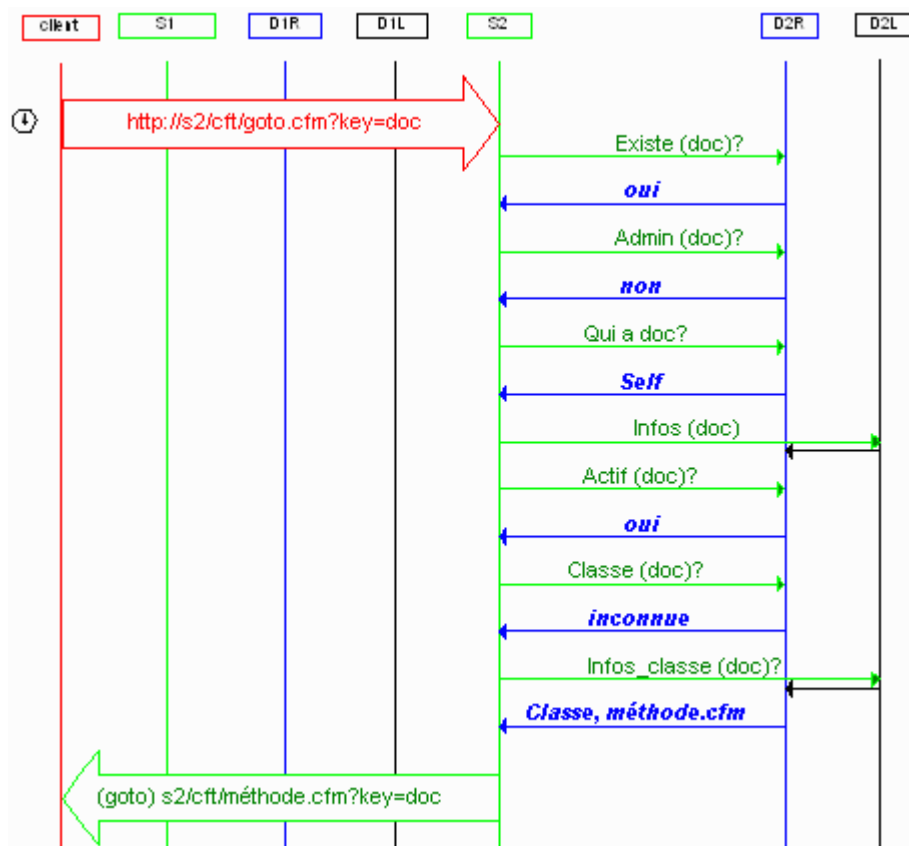 client S1 D1R D1L S2 D2R D2L
http://s2/cft/goto.cfm?key=doc
Existe (doc)?
oui
Admin (doc)?
non
Qui a doc?
Self
Infos (doc)
Actif (doc)?
oui
Classe (doc)?
inconnue
Infos_classe (doc)?
Classe, méthode.cfm
(goto) s2/cft/méthode.cfm?key=doc